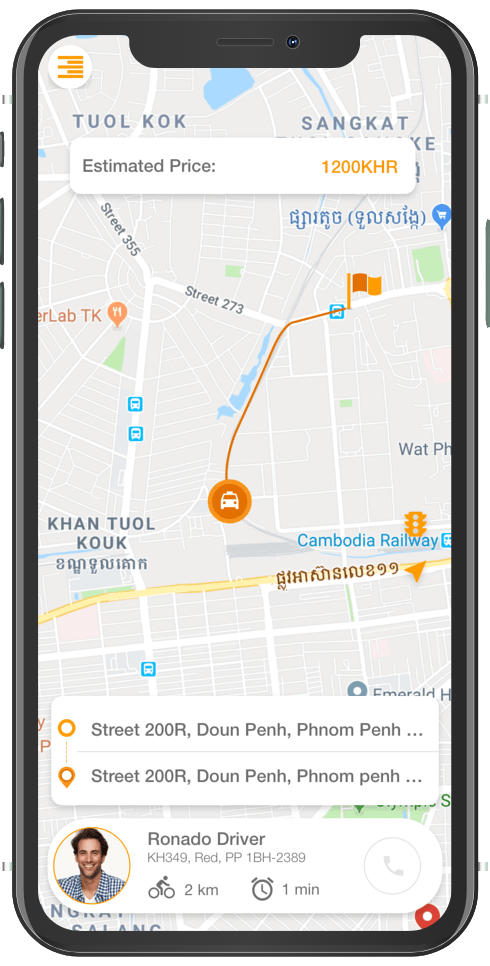 TUOL KOK
SANGKAT
Estimated Price:
1200KHR
Street 355
ផ្សារតូច (ទួលសង្កែ)
Street 273
erLab TK
Wat Ph
KHAN TUOL
KOUK
ខណ្ឌទួលគោក
Cambodia Railway
ផ្លូវអាស៊ានលេខ១១
Emerald H
Street 200R, Doun Penh, Phnom Penh ...
Street 200R, Doun Penh, Phnom penh ...
Ronado Driver
KH349, Red, PP 1BH-2389
2 km
1 min